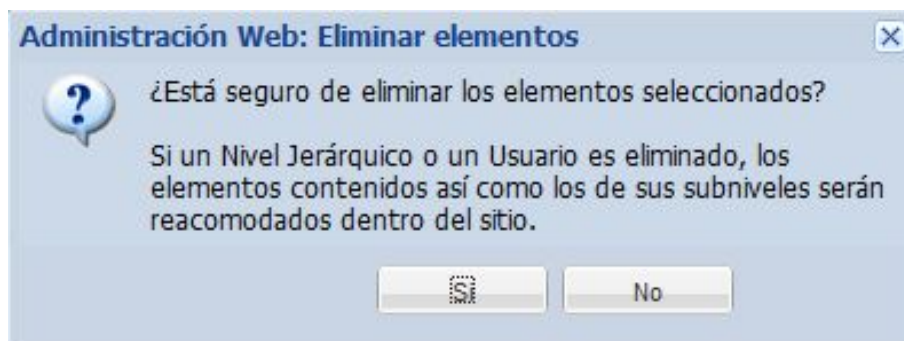 Administración Web: Eliminar elementos
¿Está seguro de eliminar los elementos seleccionados?
Si un Nivel Jerárquico o un Usuario es eliminado, los
elementos contenidos así como los de sus subniveles serán
reacomodados dentro del sitio.
Si No